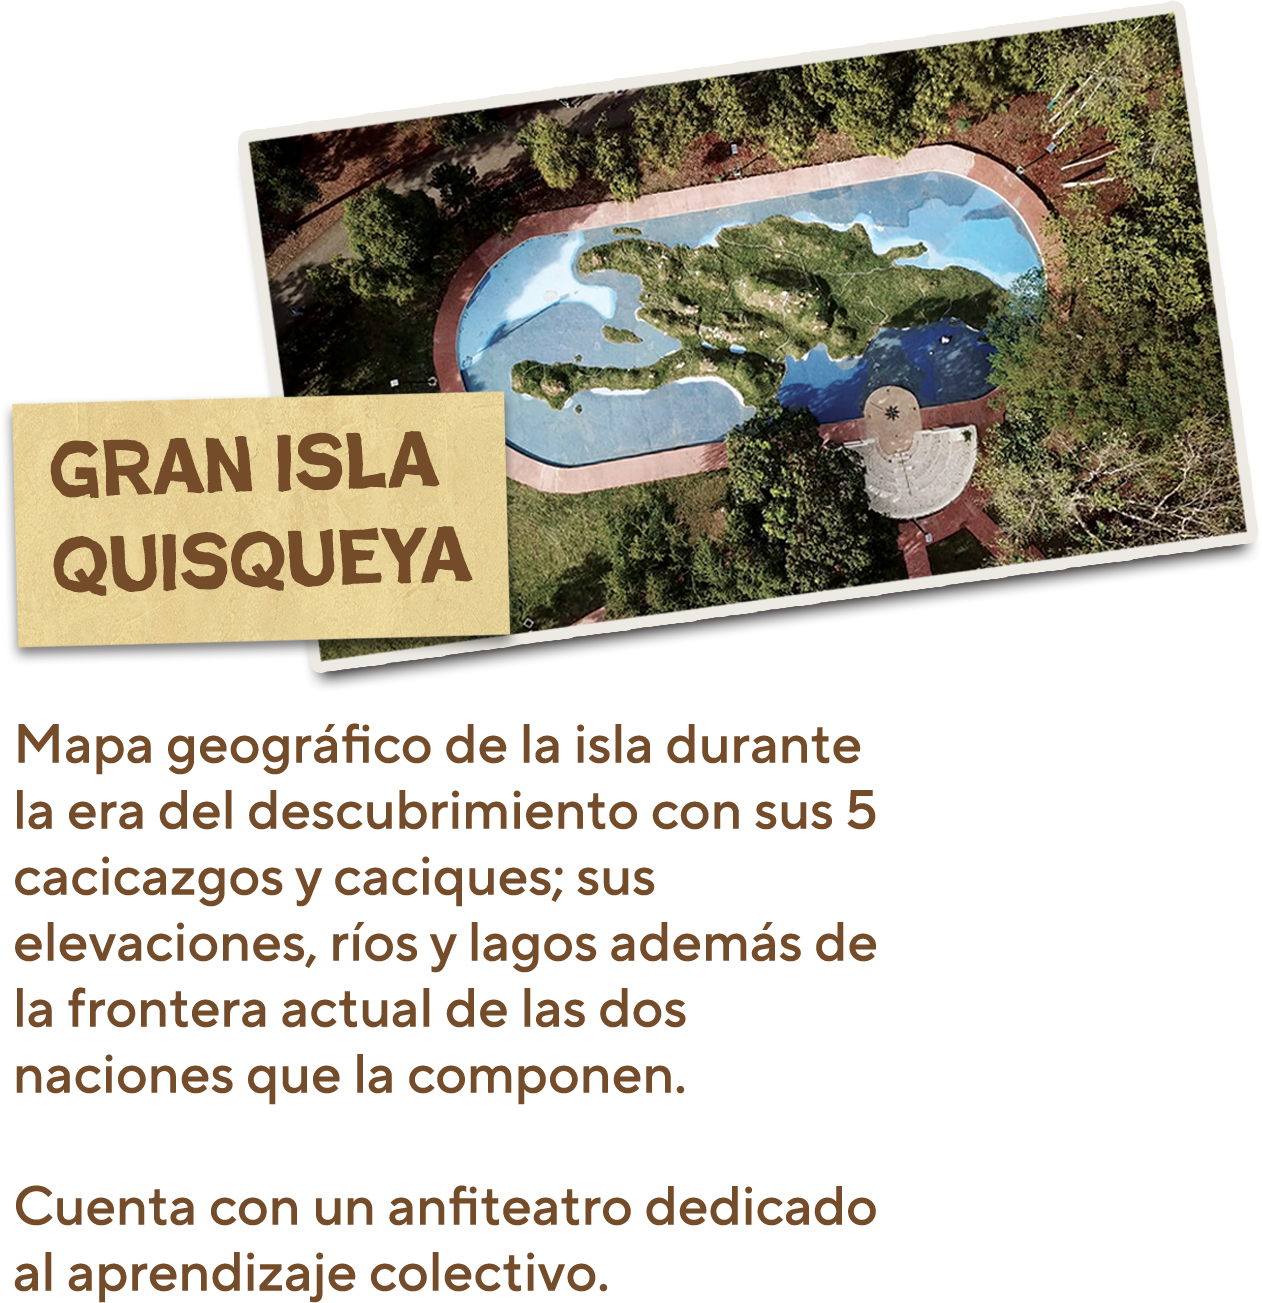 GRAN ISLA
QUISQUEYA
Mapa geográfico de la isla durante
la era del descubrimiento con sus 5
cacicazgos y caciques; sus
elevaciones, ríos y lagos además de
la frontera actual de las dos
naciones que la componen.
Cuenta con un anfiteatro dedicado
al aprendizaje colectivo.